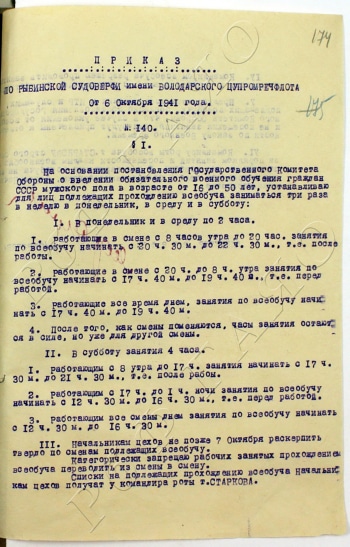 174
П Р И К А З
ПО РЫБИНСКОЙ СУДОВЕРФИ имени ВОЛОДАРСКОГО ЦУПРОМРЕЧФЛОТА
От 6 Октября 1941 года.
175
№ 140.
§ I.
На основании постановления Государственного Комитета
Обороны о введении обязательного военного обучения граждан
СССР мужского пола в возрасте от 16 до 50 лет, устанавливаю
для лиц подлежащих прохождению всеобуча заниматься три раза
в неделю в понедельник, в среду и в субботу:
I. в понедельник и в среду по 2 часа.
I. Работающие в смене с 8 часов утра до 20 час. занятия
по всеобучу начинать с 20 ч. 30 м. до 22 ч. 30 м., т.е. после
работы.
2. Работающие в смене с 20 ч. до 8 ч. утра занятия по
всеобучу начинать с 17 ч. 40 м. до 19 ч. 40 м., т.е. перед
работой.
3. Работающие все время днем, занятия по всеобучу начи
нать с 17 ч. 40 м. до 19 ч. 40 м.
4. После того, как смены поменяются, часы занятия остают
ся в силе, но уже для другой смены.
II. В субботу занятия 4 часа.
I. Работающим с 8 утра до 17 ч. занятия начинать с 17 ч.
30 м. до 21 ч. 30 м., т.е. после рабоы.
2. Работающим с 17 ч. до 1 ч. ночи занятия по всеобучу
начинать с 12 ч. 30 м. до 16 ч. 30 м., т.е. перед работой.
3. Работающим все смены днем занятия по всеобучу начинать
с 12 ч. 30 м. до 16 ч. 30 м.
III. Начальникам цехов не позже 7 Октября раскерпить
твердо по сменам подлежащих всеобучу.
Категорически запрещаю рабочих занятых прохождением
всеобуча переводить из смены в смену.
Списки на подлежащих прохождению всеобуча Начальни
кам цехов получат у командира роты т.СТАРКОВА.